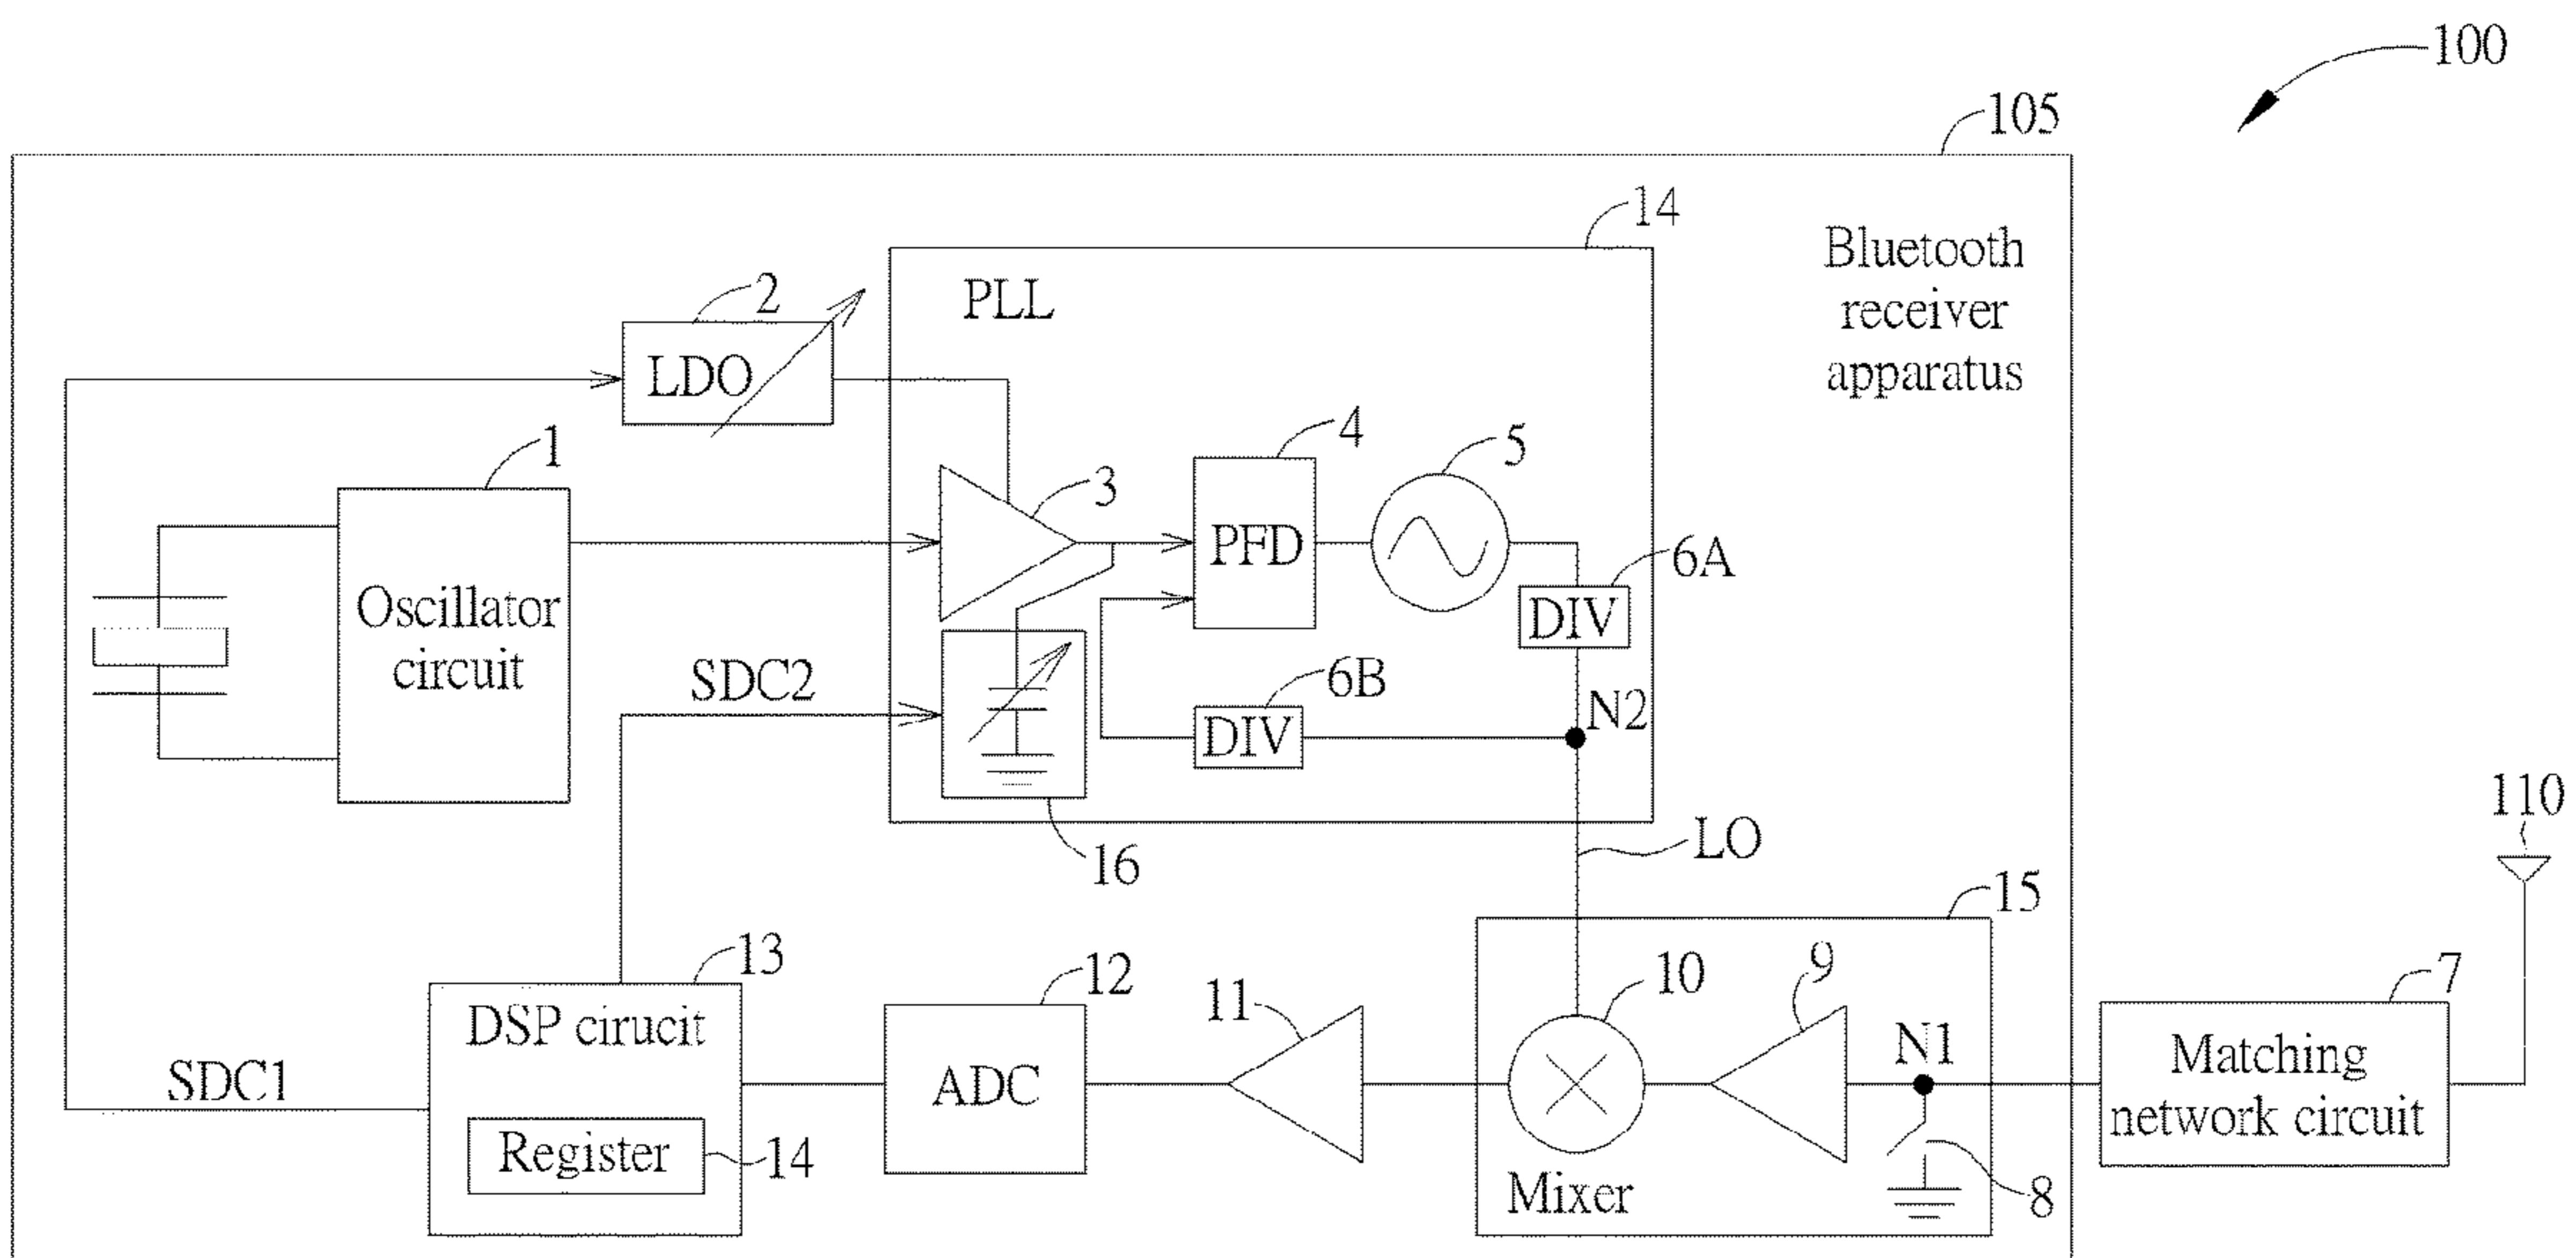 100
105
14
Bluetooth
receiver
apparatus
PLL
2
LDO
1
3
4
5
PFD
6A
DIV
Oscillator
circuit
SDC2
6B
DIV
N2
16
LO
110
15
13
12
11
10
9
7
DSP cirucit
ADC
N1
Matching
network circuit
SDC1
Register
14
Mixer
8